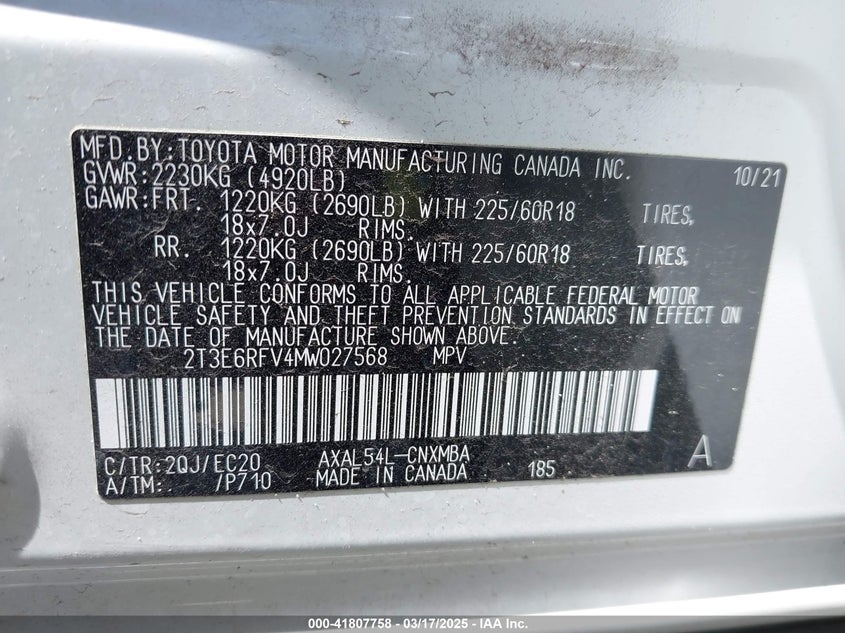 MFD.BY:TOYOTA MOTOR MANUFACTURING CANADA INC. 10/21
GVWR:2230KG (4920LB)
GAWR:FRT. 1220KG (2690LB) WITH 225/60R18 TIRES,
18x7.0J RIMS.
RR. 1220KG (2690LB) WITH 225/60R18 TIRES,
18x7.0J RIMS.
THIS VEHICLE CONFORMS TO ALL APPLICABLE FEDERAL MOTOR
VEHICLE SAFETY AND THEFT PREVENTION STANDARDS IN EFFECT ON
THE DATE OF MANUFACTURE SHOWN ABOVE.
2T3E6RFV4MW027568 MPV
C/TR:2QJ/EC20 AXAL54L-CNXMBA 185 A
A/TM: /P710 MADE IN CANADA
000-41807758 - 03/17/2025 - IAA Inc.